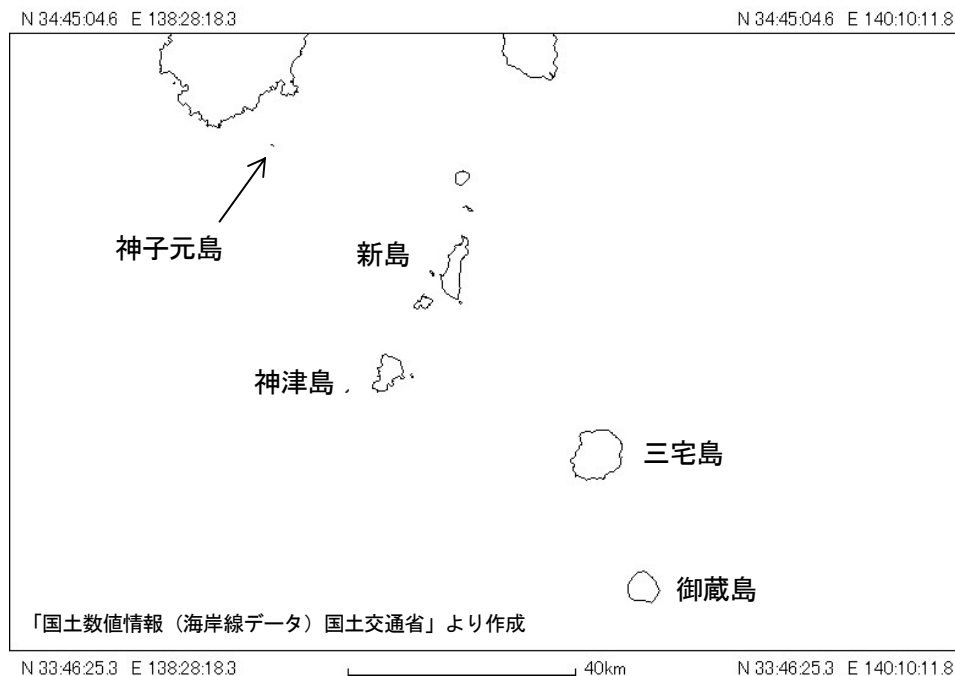 N 34:45:04.6 E 138:28:18.3
N 34:45:04.6 E 140:10:11.8
神子元島
新島
神津島
三宅島
御蔵島
「国土数値情報（海岸線データ）国土交通省」より作成
N 33:46:25.3 E 138:28:18.3
40km
N 33:46:25.3 E 140:10:11.8